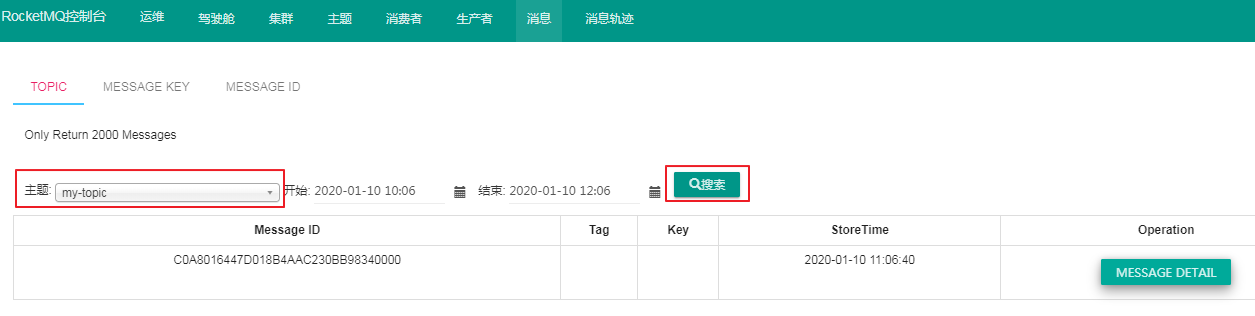 RocketMQ控制台 运维 驾驶舱 集群 主题 消费者 生产者 消息 消息轨迹
TOPIC MESSAGE KEY MESSAGE ID
Only Return 2000 Messages
主题: my-topic 开始: 2020-01-10 10:06 结束: 2020-01-10 12:06 搜索
Message ID Tag Key StoreTime Operation
C0A8016447D018B4AAC230BB98340000 2020-01-10 11:06:40 MESSAGE DETAIL